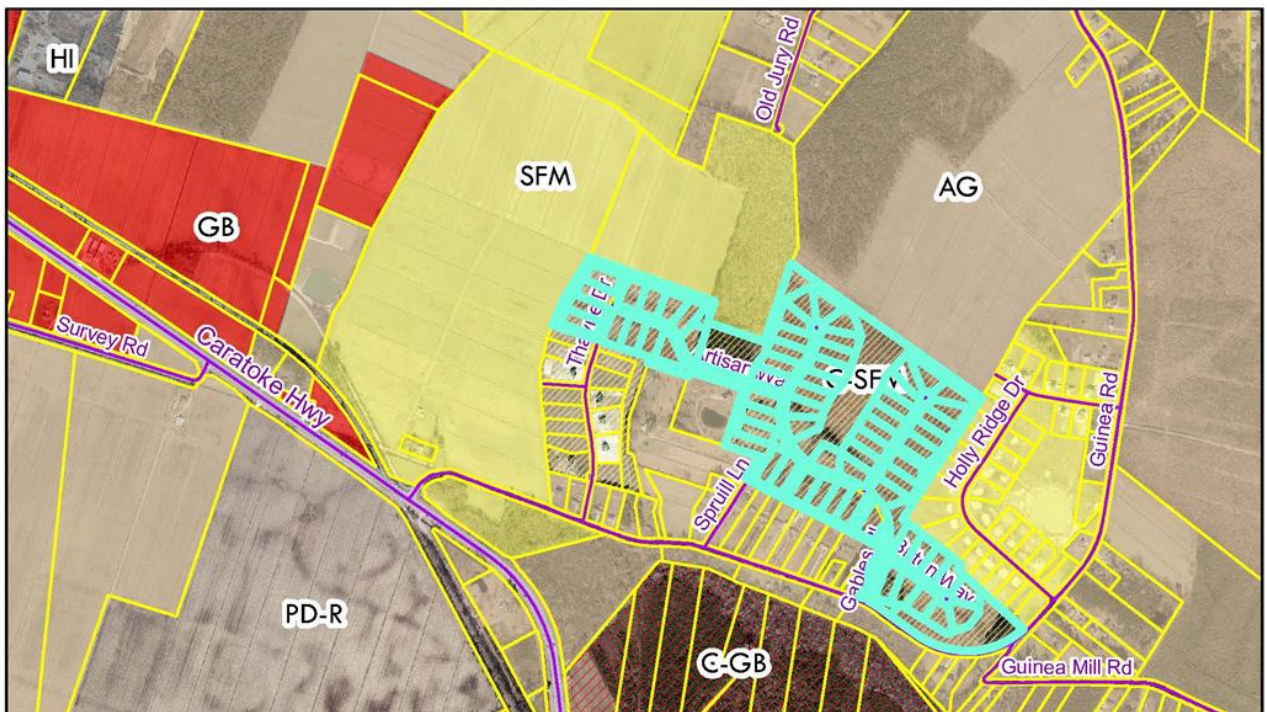 HI
Old Jury Rd
SFM
AG
GB
Survey Rd
Caratoke Hwy
Guinea Rd
Holly Ridge Dr
Spruill Ln
PD-R
C-GB
Guinea Mill Rd